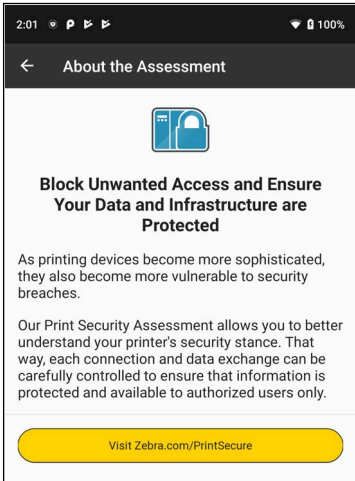 2:01 100%
About the Assessment
Block Unwanted Access and Ensure
Your Data and Infrastructure are
Protected
As printing devices become more sophisticated,
they also become more vulnerable to security
breaches.
Our Print Security Assessment allows you to better
understand your printer's security stance. That
way, each connection and data exchange can be
carefully controlled to ensure that information is
protected and available to authorized users only.
Visit Zebra.com/PrintSecure